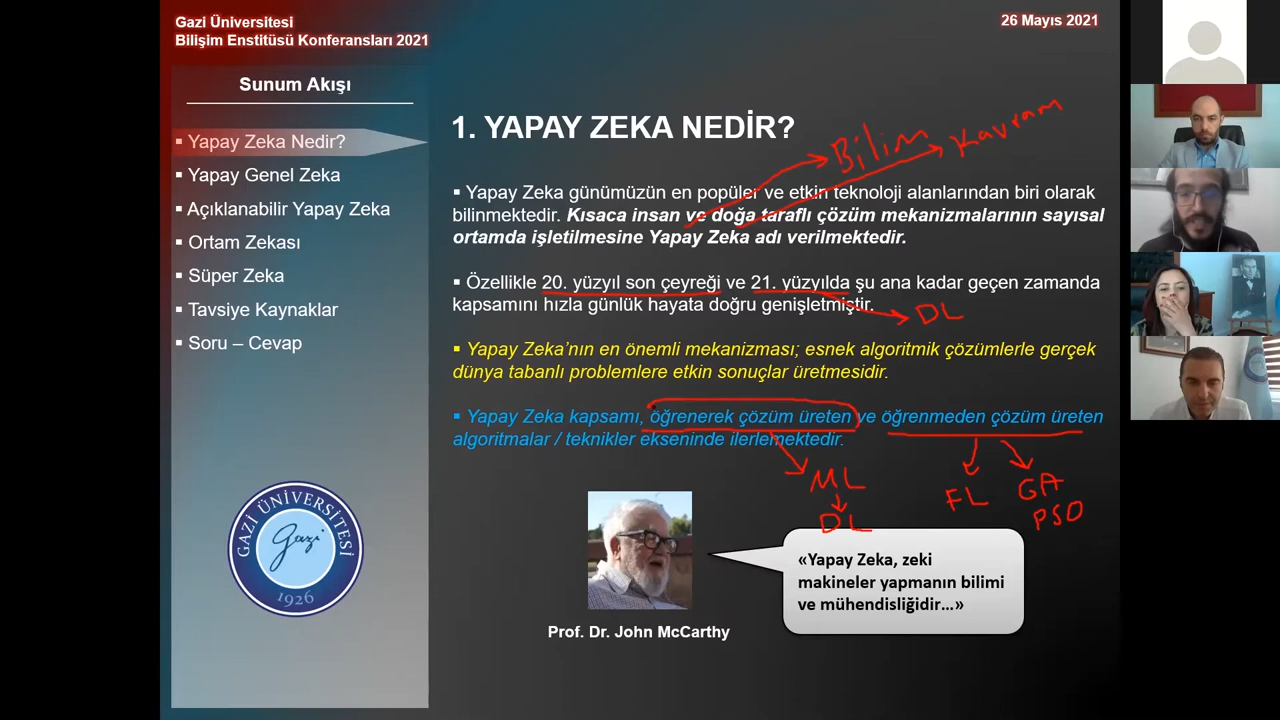 Gazi Üniversitesi
Bilişim Enstitüsü Konferansları 2021
26 Mayıs 2021
Sunum Akışı
▪ Yapay Zeka Nedir?
▪ Yapay Genel Zeka
▪ Açıklanabilir Yapay Zeka
▪ Ortam Zekası
▪ Süper Zeka
▪ Tavsiye Kaynaklar
▪ Soru – Cevap
GAZİ ÜNİVERSİTESİ
Gazi
1926
1. YAPAY ZEKA NEDİR?
Bilim
Kavram
▪ Yapay Zeka günümüzün en popüler ve etkin teknoloji alanlarından biri olarak
bilinmektedir. Kısaca insan ve doğa taraflı çözüm mekanizmalarının sayısal
ortamda işletilmesine Yapay Zeka adı verilmektedir.
▪ Özellikle 20. yüzyıl son çeyreği ve 21. yüzyılda şu ana kadar geçen zamanda
kapsamını hızla günlük hayata doğru genişletmiştir.
DL
▪ Yapay Zeka’nın en önemli mekanizması; esnek algoritmik çözümlerle gerçek
dünya tabanlı problemlere etkin sonuçlar üretmesidir.
▪ Yapay Zeka kapsamı, öğrenerek çözüm üreten ve öğrenmeden çözüm üreten
algoritmalar / teknikler ekseninde ilerlemektedir.
ML
DL
FL
GA
PSO
«Yapay Zeka, zeki
makineler yapmanın bilimi
ve mühendisliğidir…»
Prof. Dr. John McCarthy